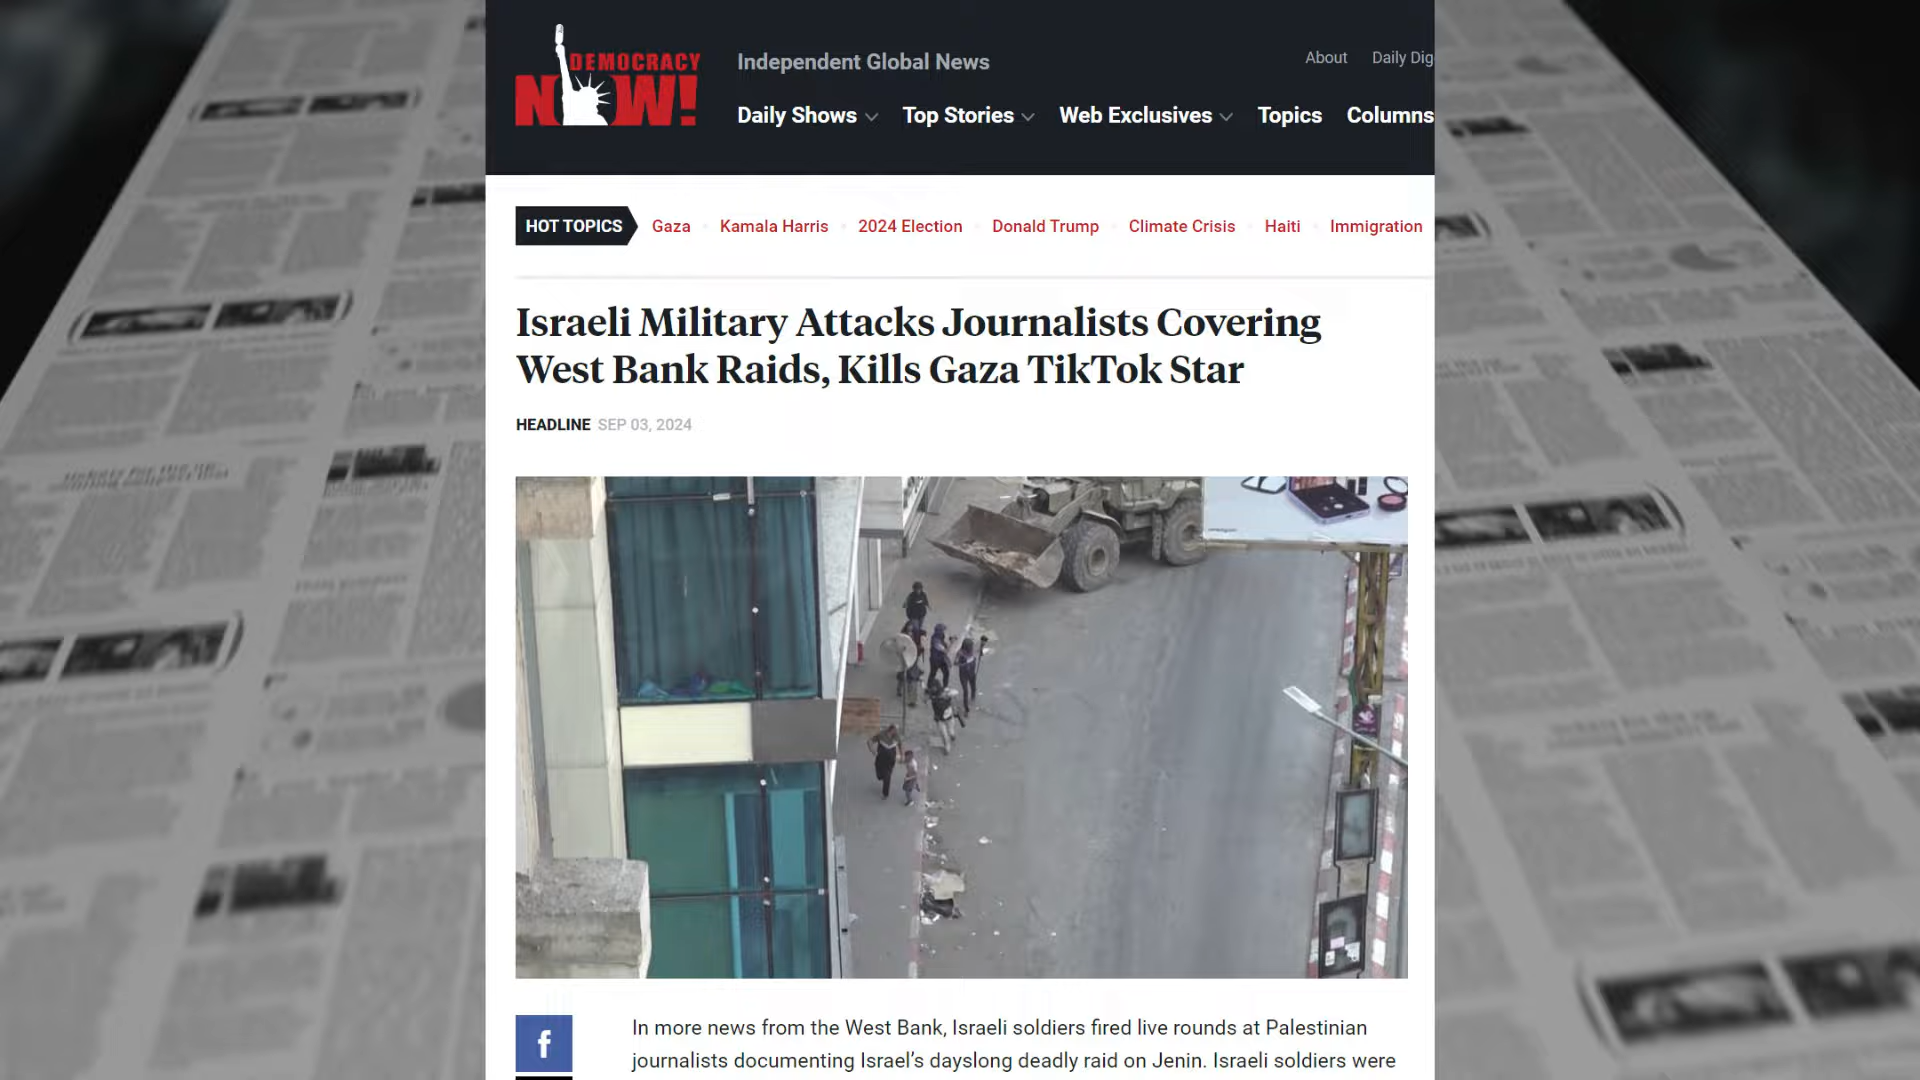 DEMOCRACY
NOW!
Independent Global News
About Daily Dig
Daily Shows Top Stories Web Exclusives Topics Columns
HOT TOPICS Gaza Kamala Harris 2024 Election Donald Trump Climate Crisis Haiti Immigration
Israeli Military Attacks Journalists Covering
West Bank Raids, Kills Gaza TikTok Star
HEADLINE SEP 03, 2024
f
In more news from the West Bank, Israeli soldiers fired live rounds at Palestinian
journalists documenting Israel’s dayslong deadly raid on Jenin. Israeli soldiers were